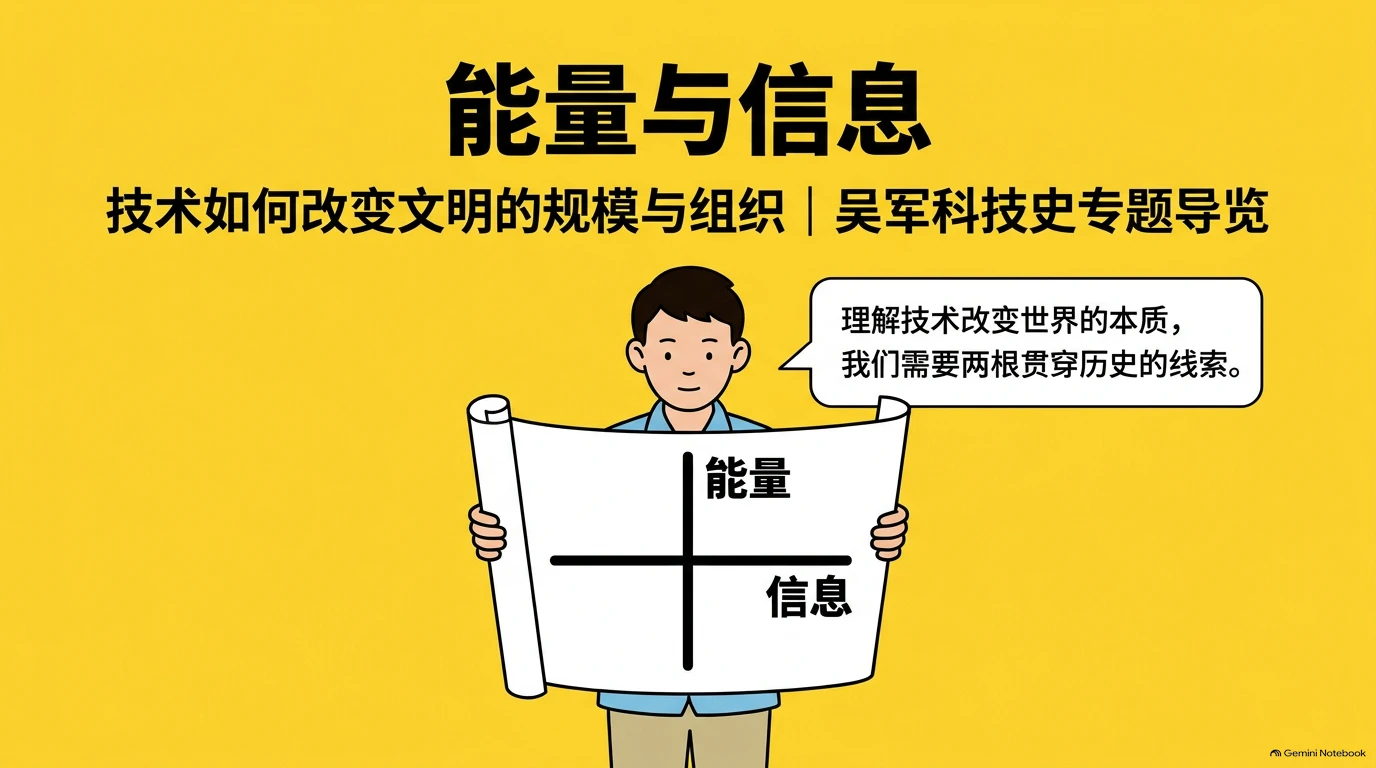 能量与信息
技术如何改变文明的规模与组织｜吴军科技史专题导览
理解技术改变世界的本质，
我们需要两根贯穿历史的线索。
能量
信息
Gemini Notebook